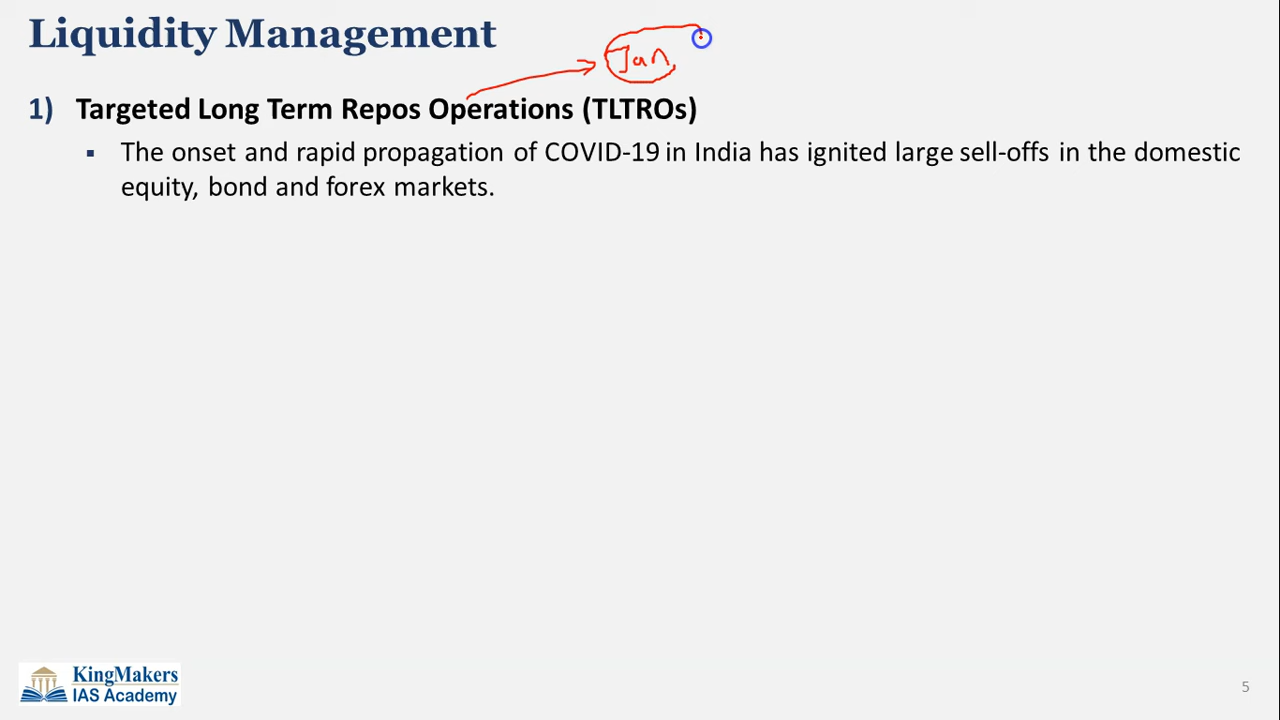 Liquidity Management
Jan
1) Targeted Long Term Repos Operations (TLTROs)
▪ The onset and rapid propagation of COVID-19 in India has ignited large sell-offs in the domestic
equity, bond and forex markets.
KingMakers
IAS Academy
5